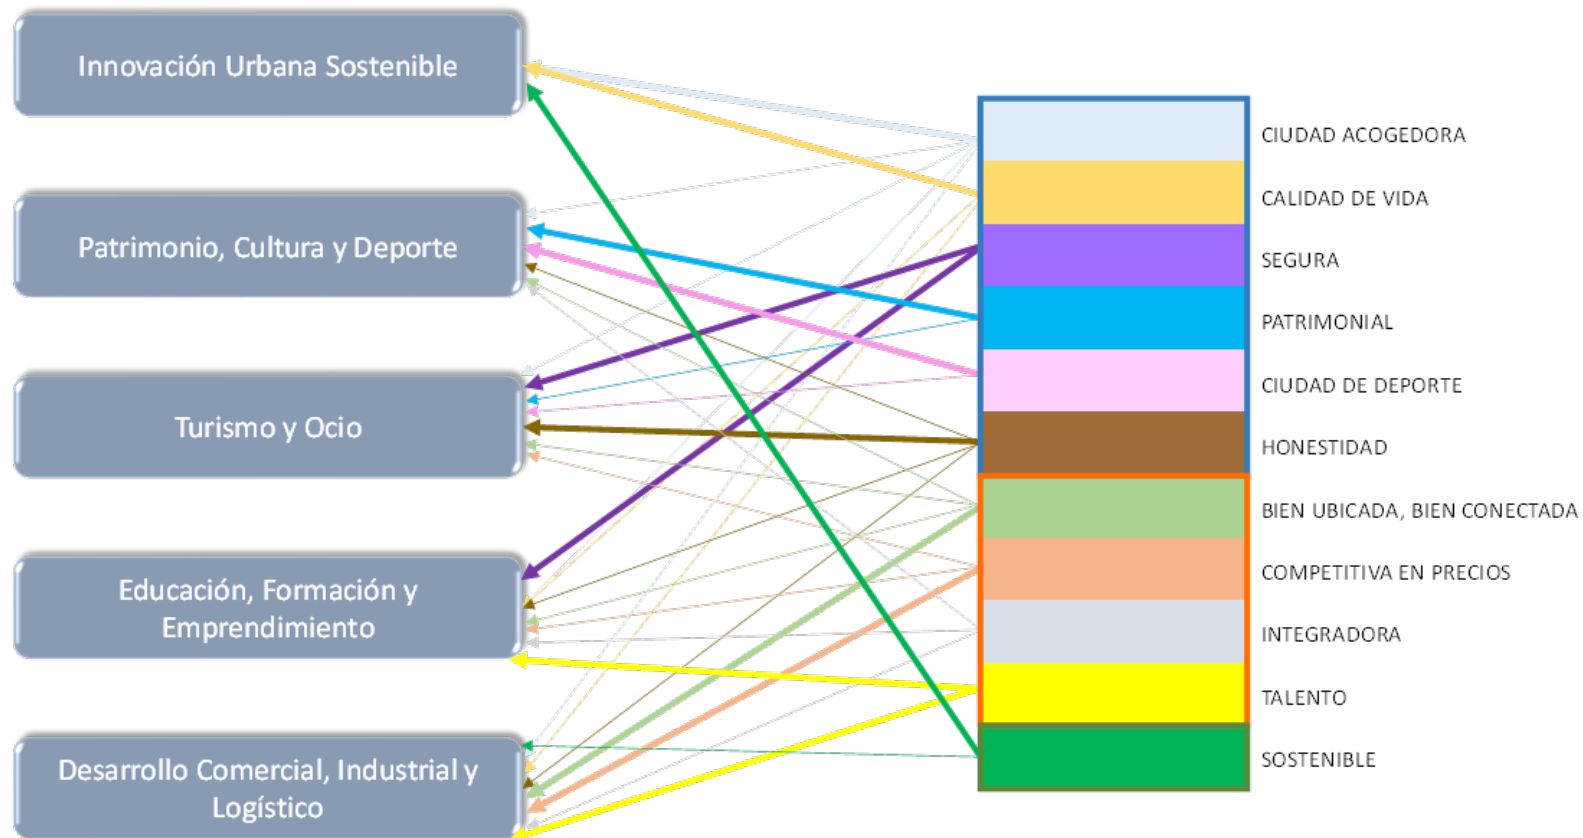 Innovación Urbana Sostenible
Patrimonio, Cultura y Deporte
Turismo y Ocio
Educación, Formación y
Emprendimiento
Desarrollo Comercial, Industrial y
Logístico
CIUDAD ACOGEDORA
CALIDAD DE VIDA
SEGURA
PATRIMONIAL
CIUDAD DE DEPORTE
HONESTIDAD
BIEN UBICADA, BIEN CONECTADA
COMPETITIVA EN PRECIOS
INTEGRADORA
TALENTO
SOSTENIBLE